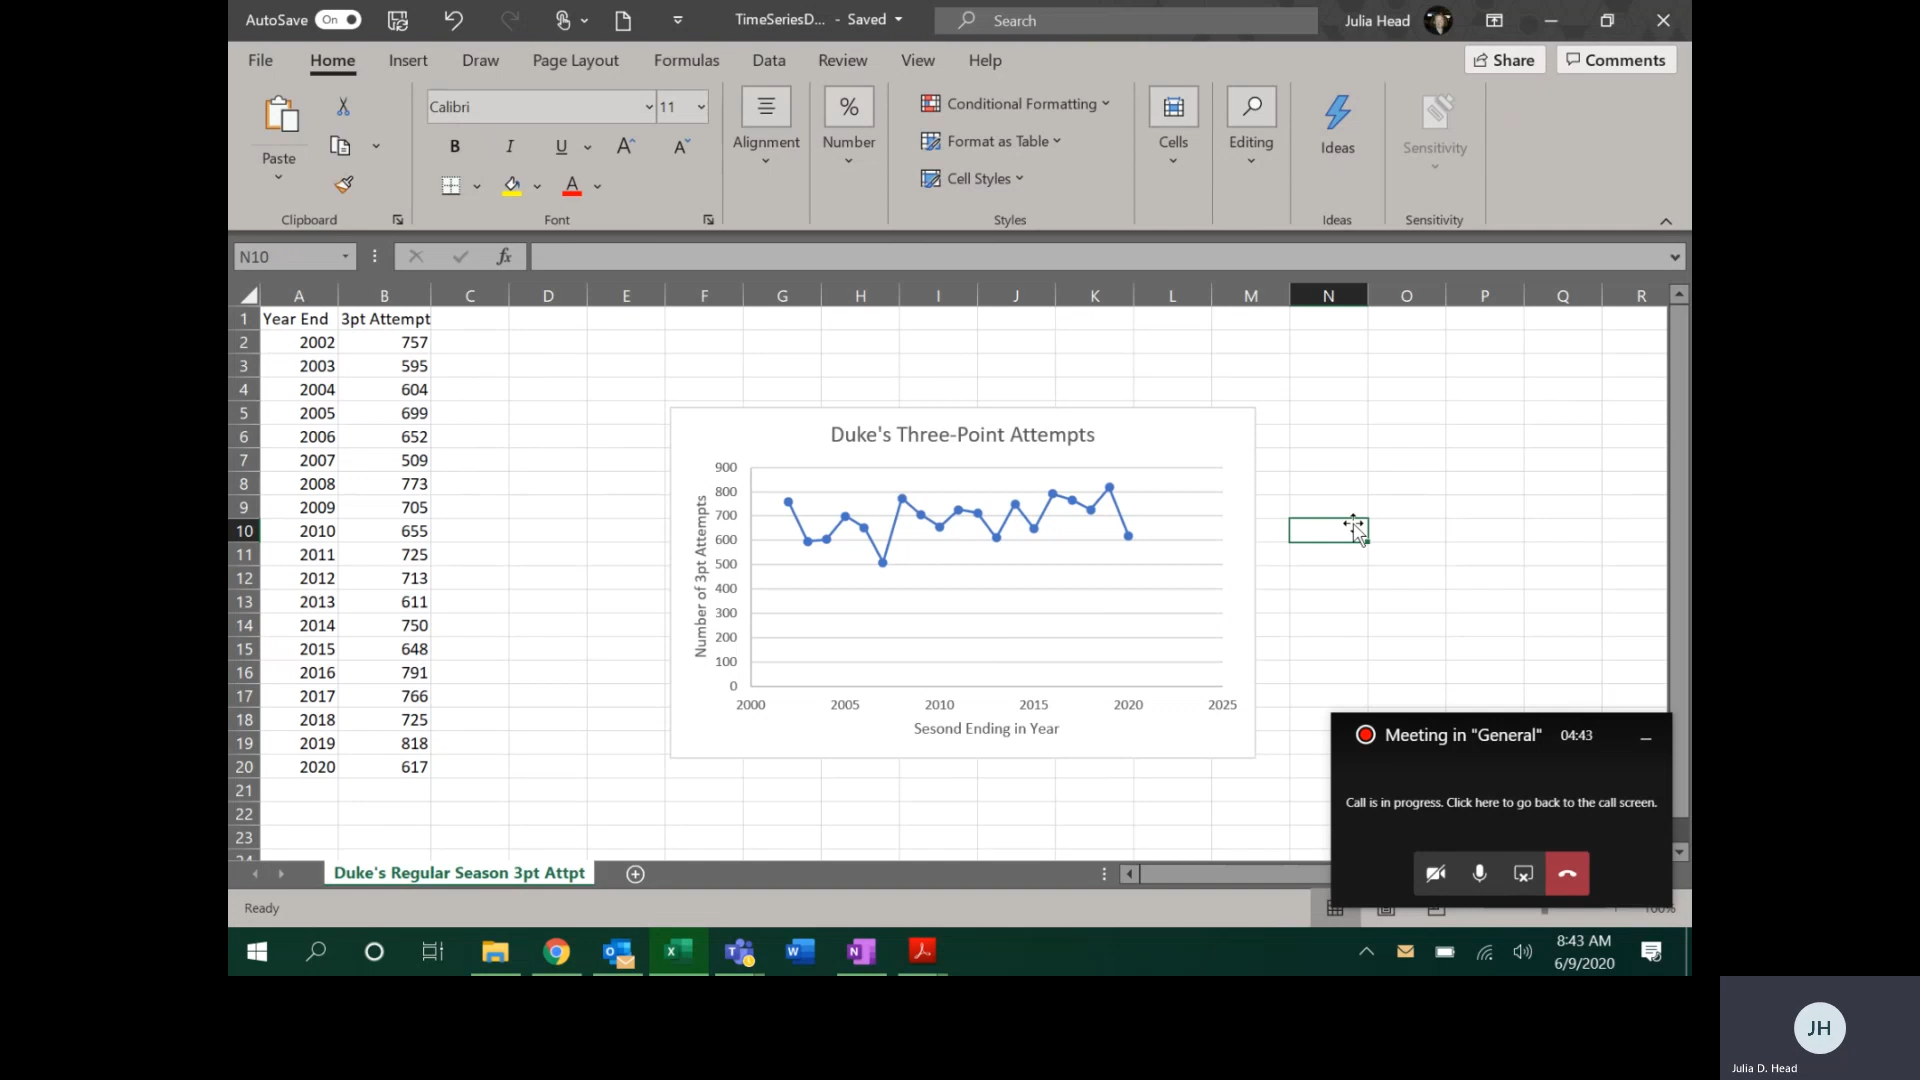 AutoSave On TimeSeriesD... - Saved Search Julia Head
File Home Insert Draw Page Layout Formulas Data Review View Help Share Comments
Calibri 11
Paste B I U A A Alignment % Number Conditional Formatting Format as Table Cell Styles Cells Editing Ideas Sensitivity
Clipboard Font Styles Ideas Sensitivity
N10 fx
A B C D E F G H I J K L M N O P Q R
1 Year End 3pt Attempt
2 2002 757
3 2003 595
4 2004 604
5 2005 699
6 2006 652
7 2007 509
8 2008 773
9 2009 705
10 2010 655
11 2011 725
12 2012 713
13 2013 611
14 2014 750
15 2015 648
16 2016 791
17 2017 766
18 2018 725
19 2019 818
20 2020 617
21
22
23
24
Duke's Three-Point Attempts
900
800
700
600
500
400
300
200
100
0
Number of 3pt Attempts
2000 2005 2010 2015 2020 2025
Sesond Ending in Year
Meeting in "General" 04:43
Call is in progress. Click here to go back to the call screen.
Duke's Regular Season 3pt Attpt
Ready 100%
8:43 AM
6/9/2020
JH
Julia D. Head